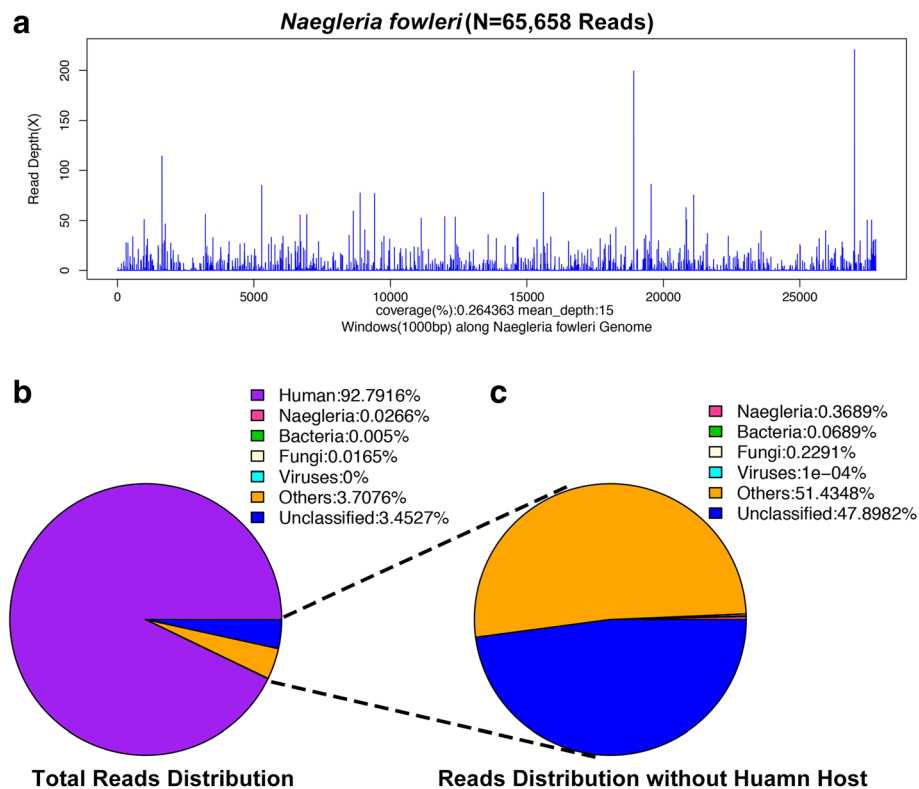 a
Naegleria fowleri (N=65,658 Reads)
Read Depth(X)
200
150
100
50
0
0 5000 10000 15000 20000 25000
coverage(%):0.264363 mean_depth:15
Windows(1000bp) along Naegleria fowleri Genome
b
Human:92.7916%
Naegleria:0.0266%
Bacteria:0.005%
Fungi:0.0165%
Viruses:0%
Others:3.7076%
Unclassified:3.4527%
Total Reads Distribution
c
Naegleria:0.3689%
Bacteria:0.0689%
Fungi:0.2291%
Viruses:1e−04%
Others:51.4348%
Unclassified:47.8982%
Reads Distribution without Huamn Host